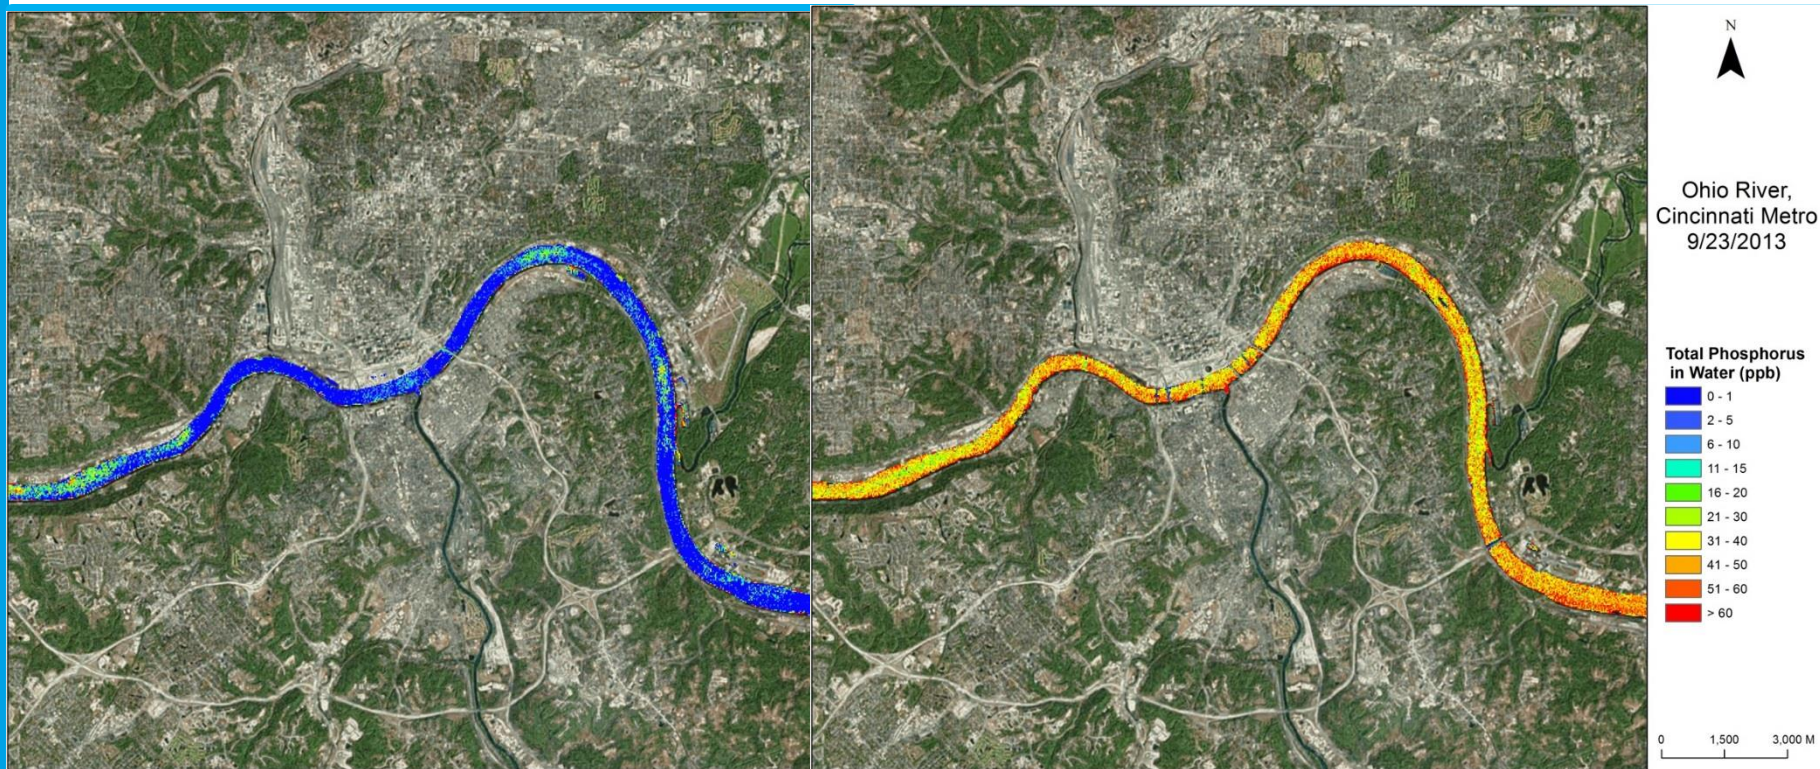 N
Ohio River,
Cincinnati Metro
9/23/2013
Total Phosphorus
in Water (ppb)
0 - 1
2 - 5
6 - 10
11 - 15
16 - 20
21 - 30
31 - 40
41 - 50
51 - 60
> 60
0 1,500 3,000 M